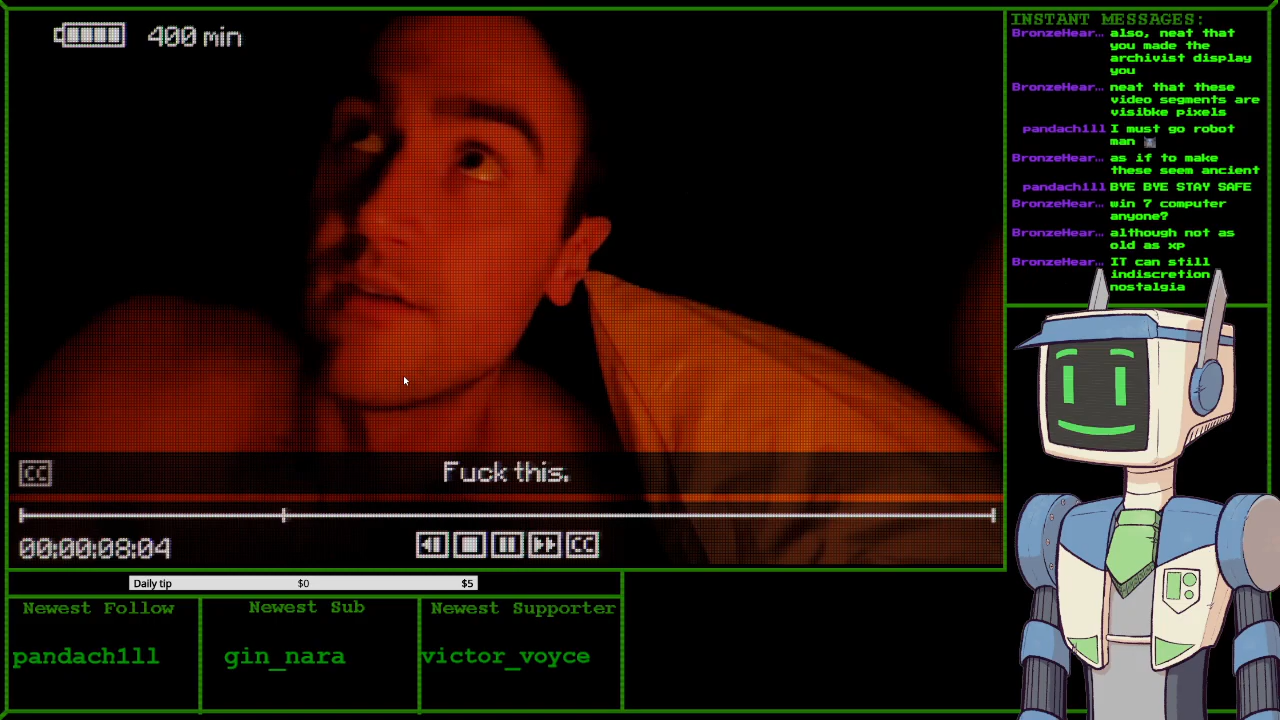 400 min
CC
Fuck this.
00:00:08:04
CC
INSTANT MESSAGES:
BronzeHear... also, neat that
you made the
archivist display
you
BronzeHear... neat that these
video segments are
visibke pixels
pandach1ll I must go robot
man
BronzeHear... as if to make
these seem ancient
pandach1ll BYE BYE STAY SAFE
BronzeHear... win 7 computer
anyone?
BronzeHear... although not as
old as xp
BronzeHear... IT can still
indiscretion
nostalgia
Daily tip $0 $5
Newest Follow
pandach1ll
Newest Sub
gin_nara
Newest Supporter
victor_voyce